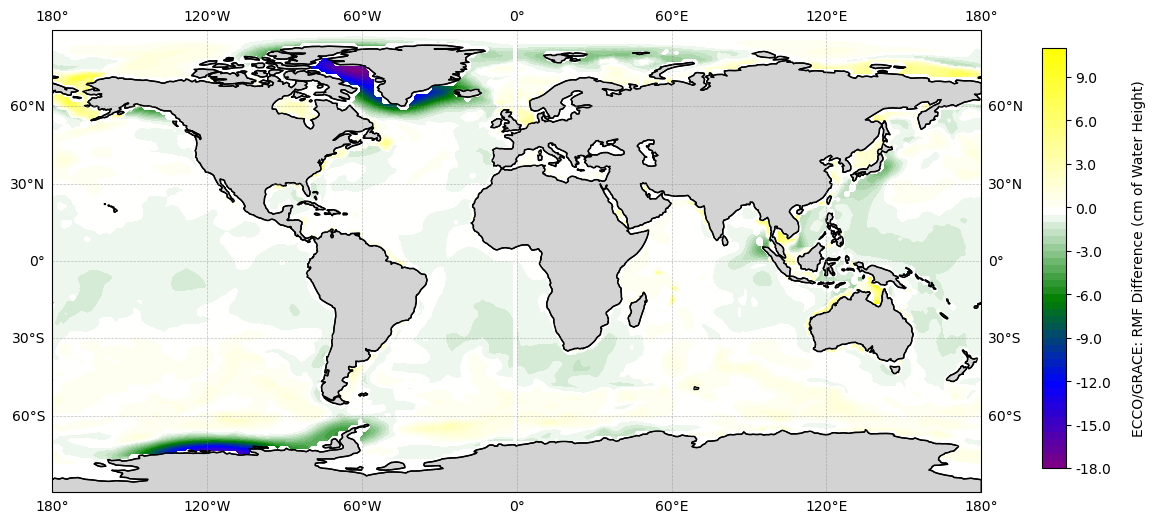 180° 120°W 60°W 0° 60°E 120°E 180°
60°N 60°N
30°N 30°N
0° 0°
30°S 30°S
60°S 60°S
180° 120°W 60°W 0° 60°E 120°E 180°
9.0
6.0
3.0
0.0
-3.0
-6.0
-9.0
-12.0
-15.0
-18.0
ECCO/GRACE: RMF Difference (cm of Water Height)